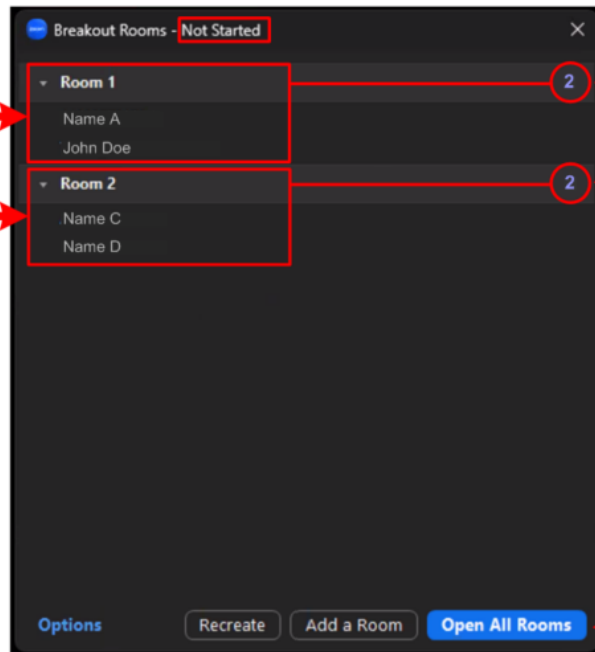 Breakout Rooms - Not Started
Room 1 2
Name A
John Doe
Room 2 2
Name C
Name D
Options Recreate Add a Room Open All Rooms